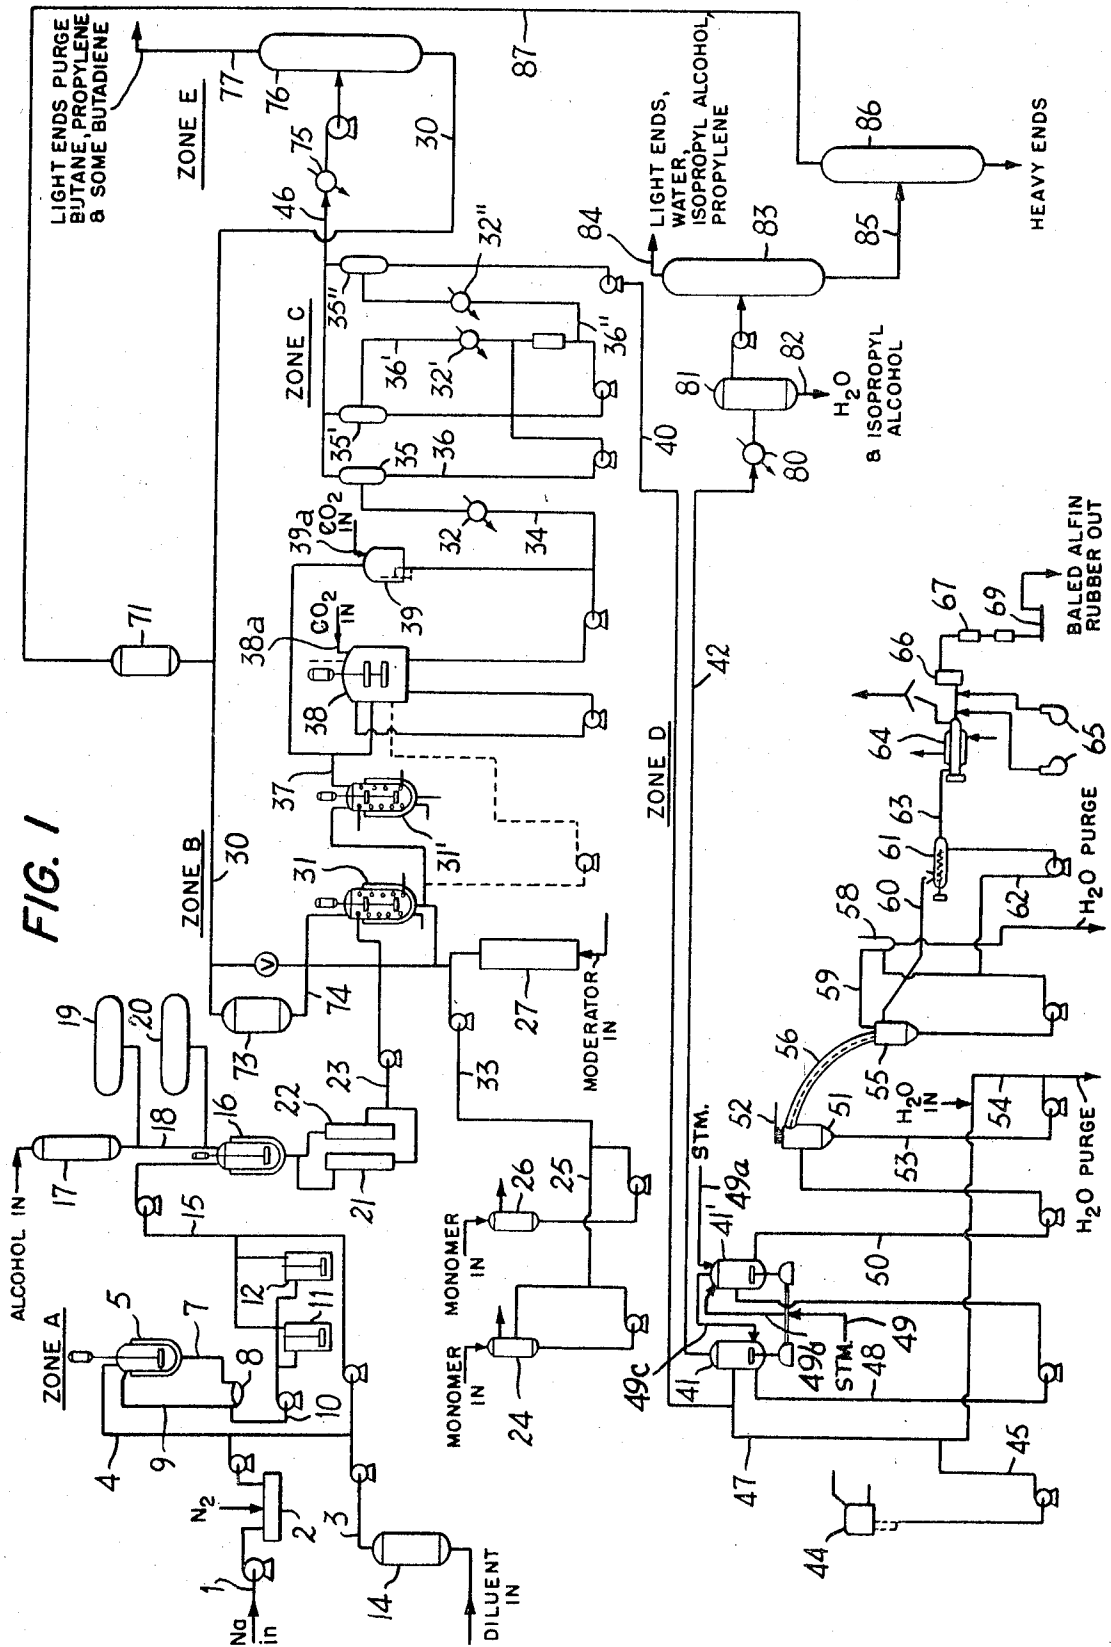 FIG. 1
ZONE A
ALCOHOL IN
17
18
19
20
16
15
5
7
4
9
8
10
11
12
N2
Na
in
1
2
3
14
DILUENT
IN
21
22
23
73
74
ZONE B
30
71
MONOMER
IN
24
MONOMER
IN
26
25
33
27
MODERATOR
IN
31
31'
37
38
38a
CO2
IN
39
39a
CO2
IN
32
34
35
36
35'
36'
32'
35"
36"
32"
ZONE C
40
46
75
76
77
30
ZONE E
LIGHT ENDS PURGE
BUTANE, PROPYLENE
& SOME BUTADIENE
87
ZONE D
42
80
81
82
H2O
& ISOPROPYL
ALCOHOL
83
84
LIGHT ENDS,
WATER,
ISOPROPYL ALCOHOL,
PROPYLENE
85
86
HEAVY ENDS
STM.
49a
41'
41
49c
49b
STM.
49
48
50
47
45
44
52
51
53
54
H2O
IN
H2O PURGE
56
55
59
58
60
61
62
H2O PURGE
63
64
65
66
67
69
BALED ALFIN
RUBBER OUT